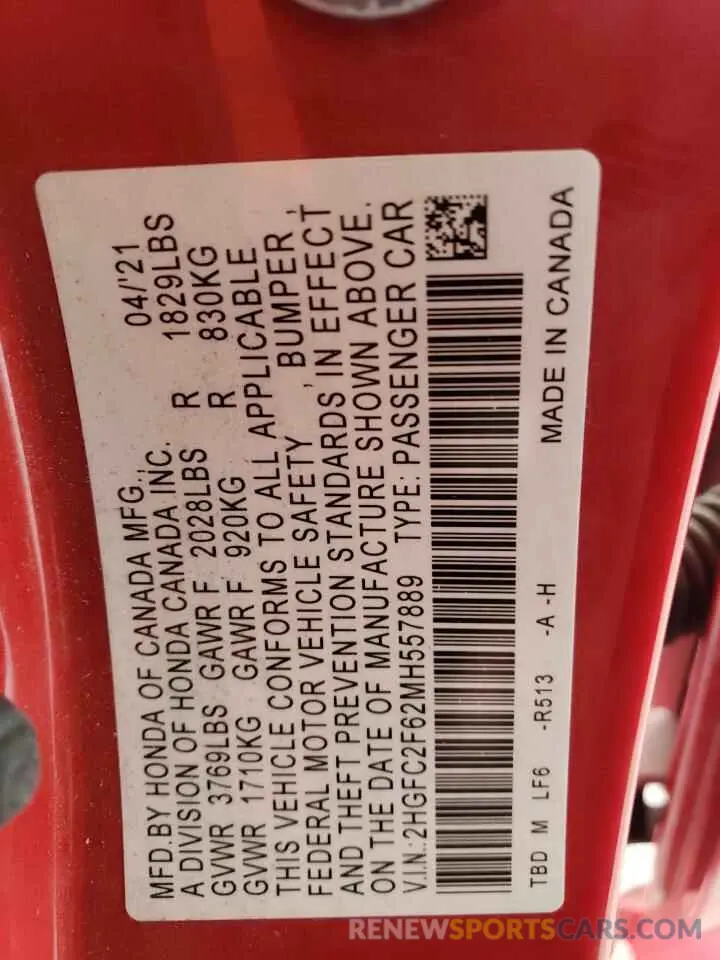 MFD.BY HONDA OF CANADA MFG., 04/'21
A DIVISION OF HONDA CANADA INC.
GVWR 3769LBS GAWR F 2028LBS R 1829LBS
GVWR 1710KG GAWR F 920KG R 830KG
THIS VEHICLE CONFORMS TO ALL APPLICABLE
FEDERAL MOTOR VEHICLE SAFETY , BUMPER ,
AND THEFT PREVENTION STANDARDS IN EFFECT
ON THE DATE OF MANUFACTURE SHOWN ABOVE.
V.I.N.:2HGFC2F62MH557889 TYPE: PASSENGER CAR
TBD M LF6 -R513 -A -H MADE IN CANADA
RENEWSPORTSCARS.COM